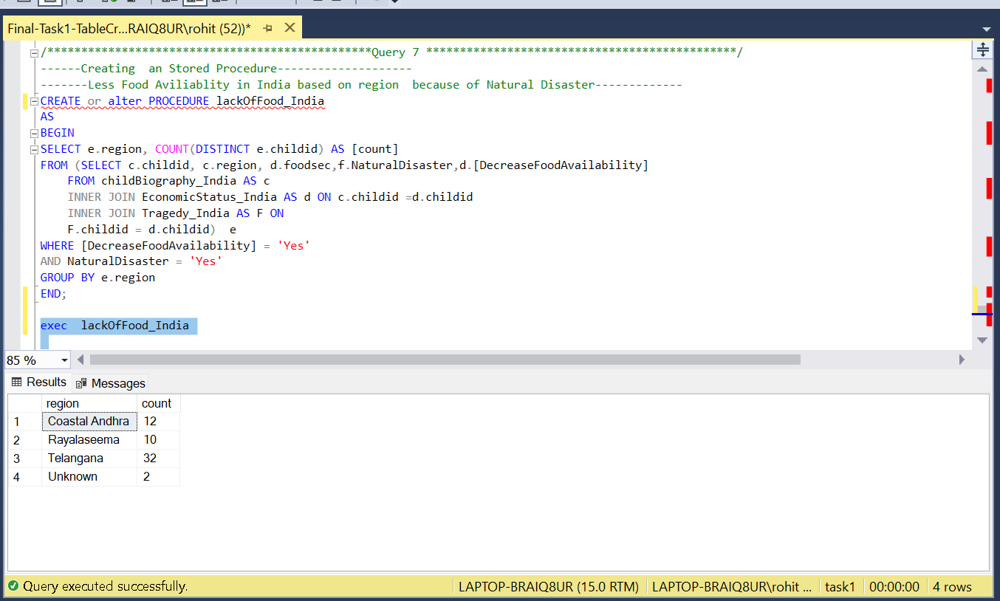 Final-Task1-TableCr...RAIQ8UR\rohit (52))*
/************************************************Query 7 **********************************************/
------Creating  an Stored Procedure--------------------
-------Less Food Aviliablity in India based on region  because of Natural Disaster-------------
CREATE or alter PROCEDURE lackOfFood_India
AS
BEGIN
SELECT e.region, COUNT(DISTINCT e.childid) AS [count]
FROM (SELECT c.childid, c.region, d.foodsec,f.NaturalDisaster,d.[DecreaseFoodAvailability]
    FROM childBiography_India AS c
    INNER JOIN EconomicStatus_India AS d ON c.childid =d.childid
    INNER JOIN Tragedy_India AS F ON
    F.childid = d.childid)  e
WHERE [DecreaseFoodAvailability] = 'Yes'
AND NaturalDisaster = 'Yes'
GROUP BY e.region
END;
exec  lackOfFood_India
85 %
Results Messages
region count
1 Coastal Andhra 12
2 Rayalaseema 10
3 Telangana 32
4 Unknown 2
Query executed successfully. LAPTOP-BRAIQ8UR (15.0 RTM) LAPTOP-BRAIQ8UR\rohit ... task1 00:00:00 4 rows